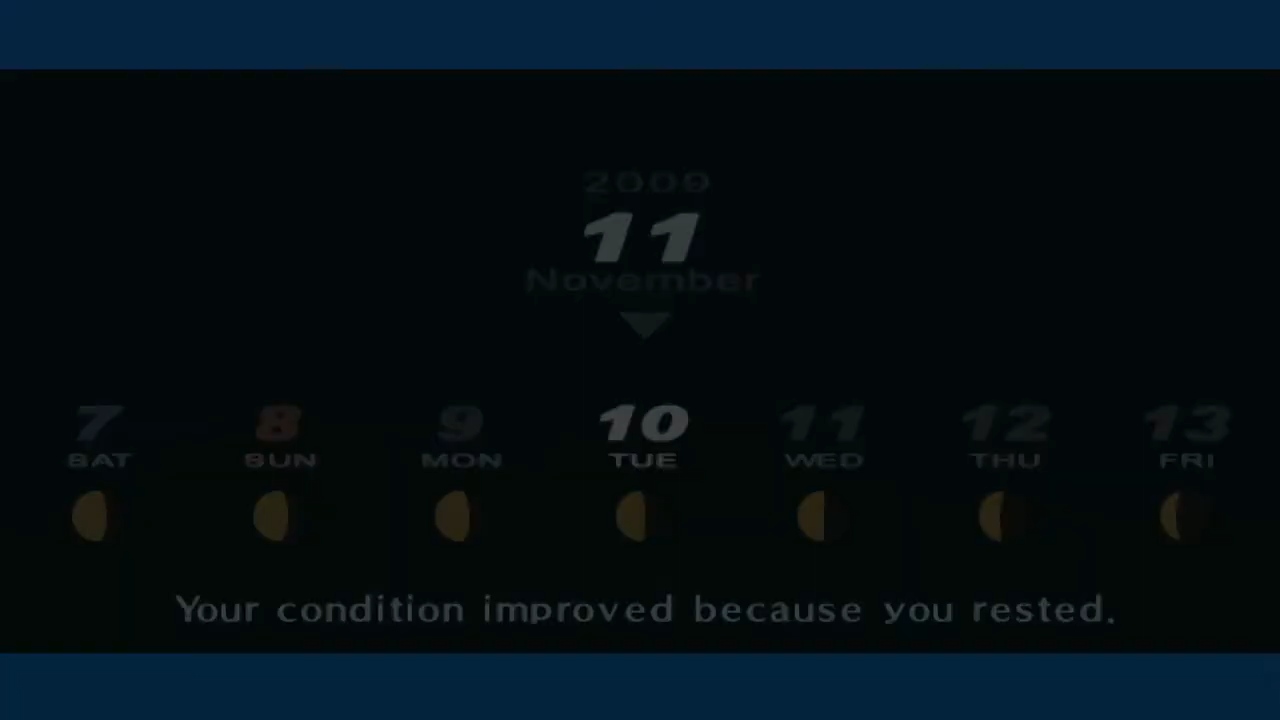 2009
11
November
7 8 9 10 11 12 13
SAT SUN MON TUE WED THU FRI
Your condition improved because you rested.